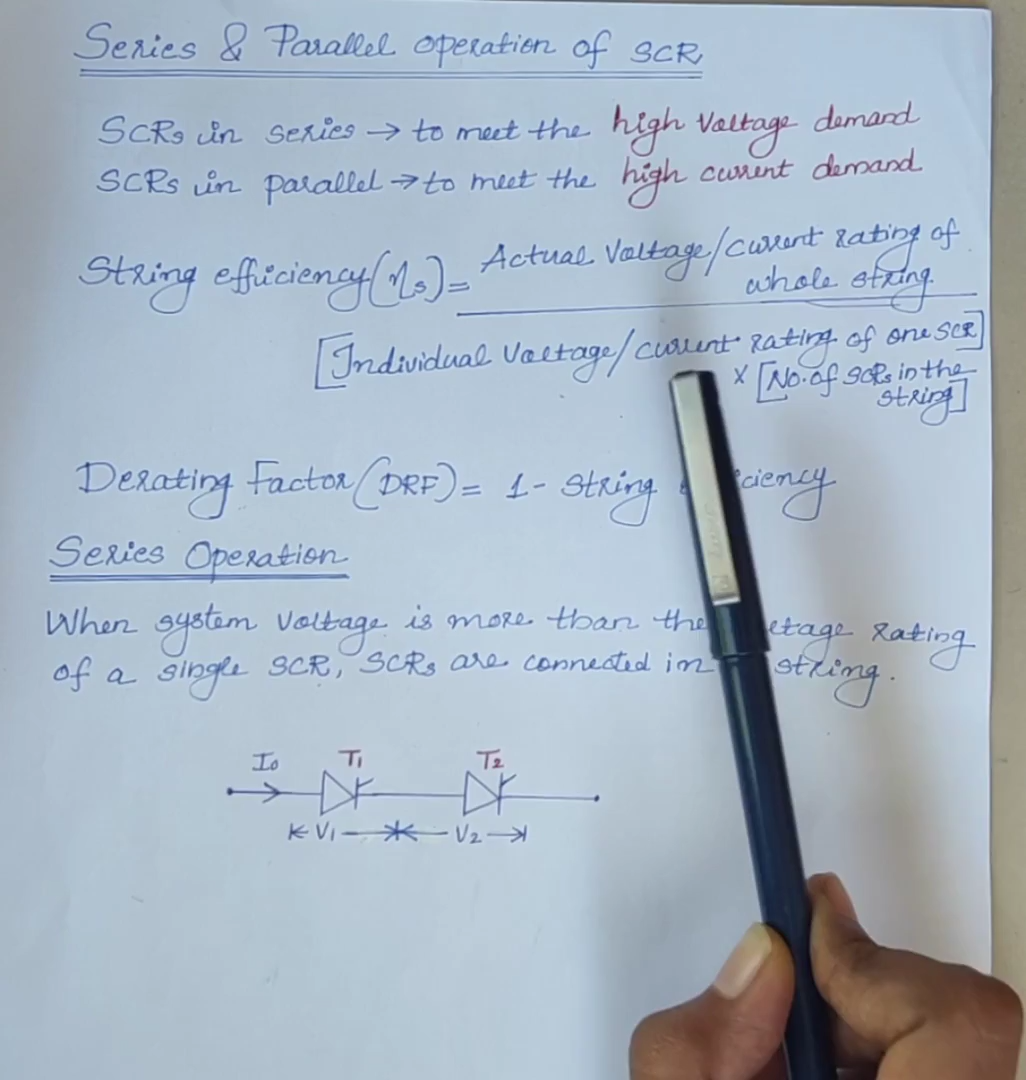 Series & Parallel operation of SCR
SCRs in series → to meet the high Voltage demand
SCRs in parallel → to meet the high current demand
String efficiency (ηs) = Actual Voltage/current rating of
whole string.
[Individual Voltage/current rating of one SCR]
× [No. of SCRs in the
string]
Derating Factor (DRF) = 1 - String ciency
Series Operation
When system Voltage is more than the ltage rating
of a single SCR, SCRs are connected in string.
I0 T1 T2
V1 V2